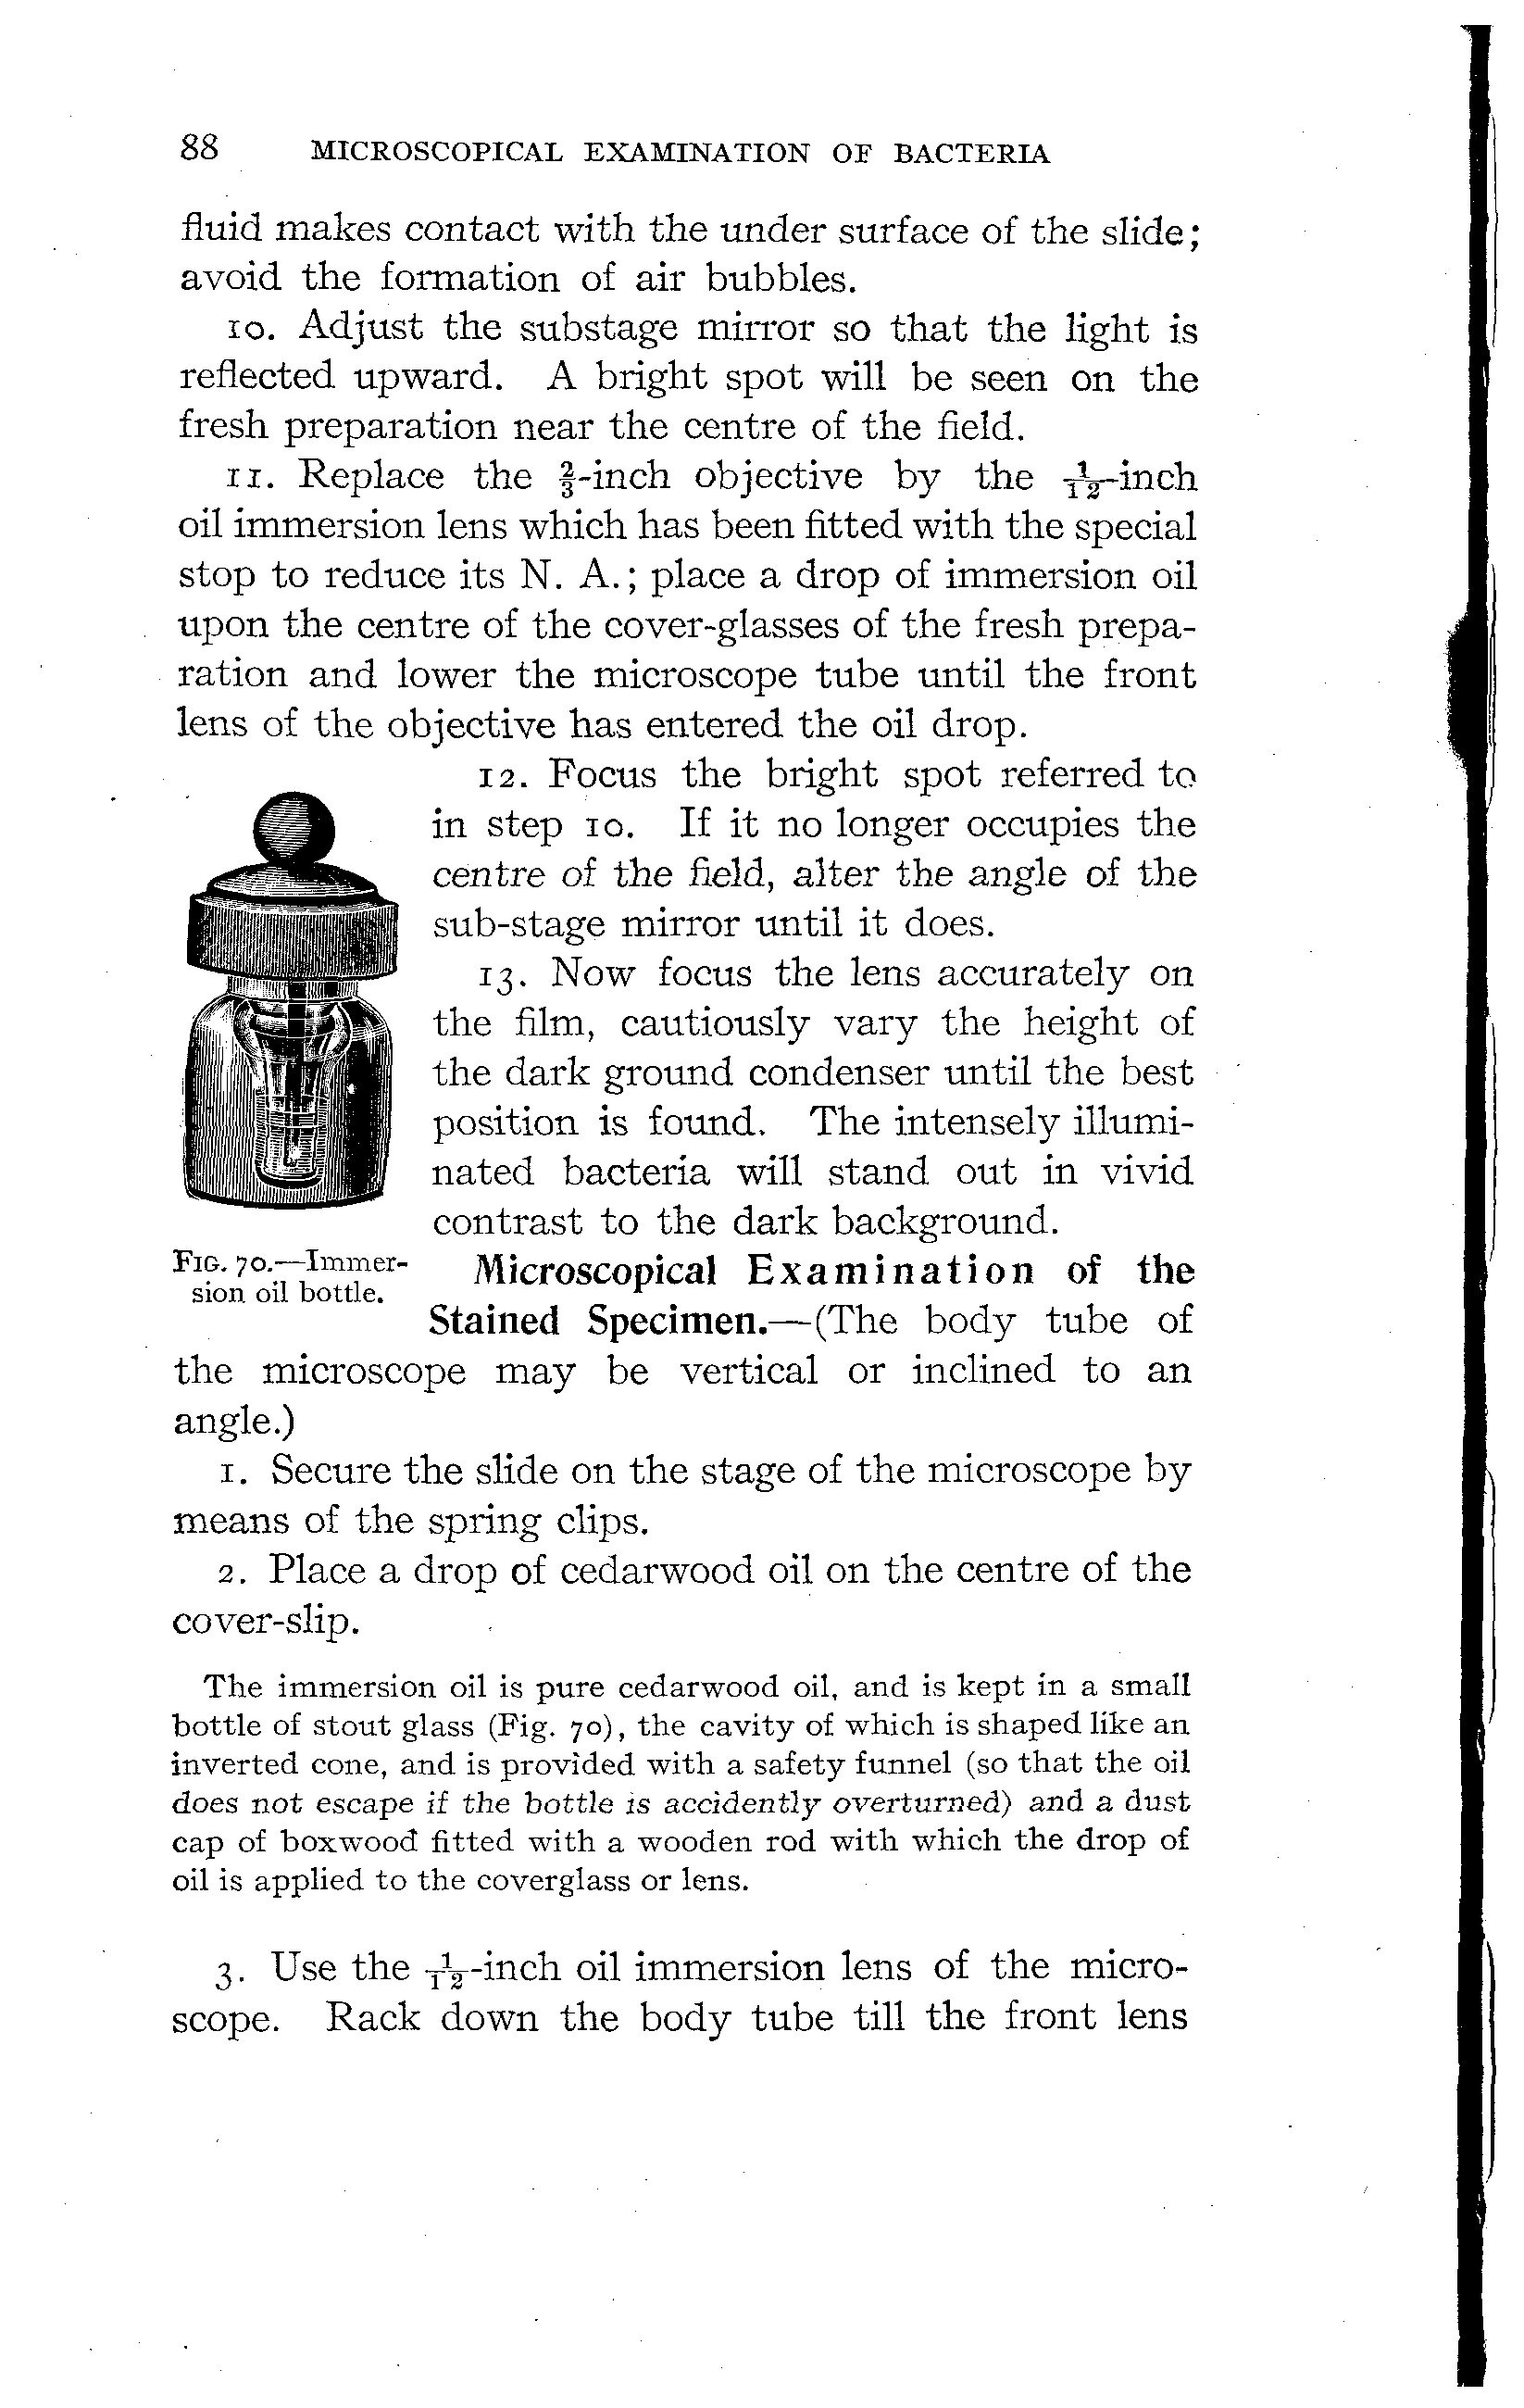 88 MICROSCOPICAL EXAMINATION OF BACTERIA
fluid makes contact with the under surface of the slide;
avoid the formation of air bubbles.
10. Adjust the substage mirror so that the light is
reflected upward. A bright spot will be seen on the
fresh preparation near the centre of the field.
11. Replace the ⅔-inch objective by the 1/12-inch
oil immersion lens which has been fitted with the special
stop to reduce its N. A.; place a drop of immersion oil
upon the centre of the cover-glasses of the fresh prepa-
ration and lower the microscope tube until the front
lens of the objective has entered the oil drop.
12. Focus the bright spot referred to
in step 10. If it no longer occupies the
centre of the field, alter the angle of the
sub-stage mirror until it does.
13. Now focus the lens accurately on
the film, cautiously vary the height of
the dark ground condenser until the best
position is found. The intensely illumi-
nated bacteria will stand out in vivid
contrast to the dark background.
FIG. 70.—Immer-
sion oil bottle.
Microscopical Examination of the
Stained Specimen.—(The body tube of
the microscope may be vertical or inclined to an
angle.)
1. Secure the slide on the stage of the microscope by
means of the spring clips.
2. Place a drop of cedarwood oil on the centre of the
cover-slip.
The immersion oil is pure cedarwood oil, and is kept in a small
bottle of stout glass (Fig. 70), the cavity of which is shaped like an
inverted cone, and is provided with a safety funnel (so that the oil
does not escape if the bottle is accidently overturned) and a dust
cap of boxwood fitted with a wooden rod with which the drop of
oil is applied to the coverglass or lens.
3. Use the 1/12-inch oil immersion lens of the micro-
scope. Rack down the body tube till the front lens